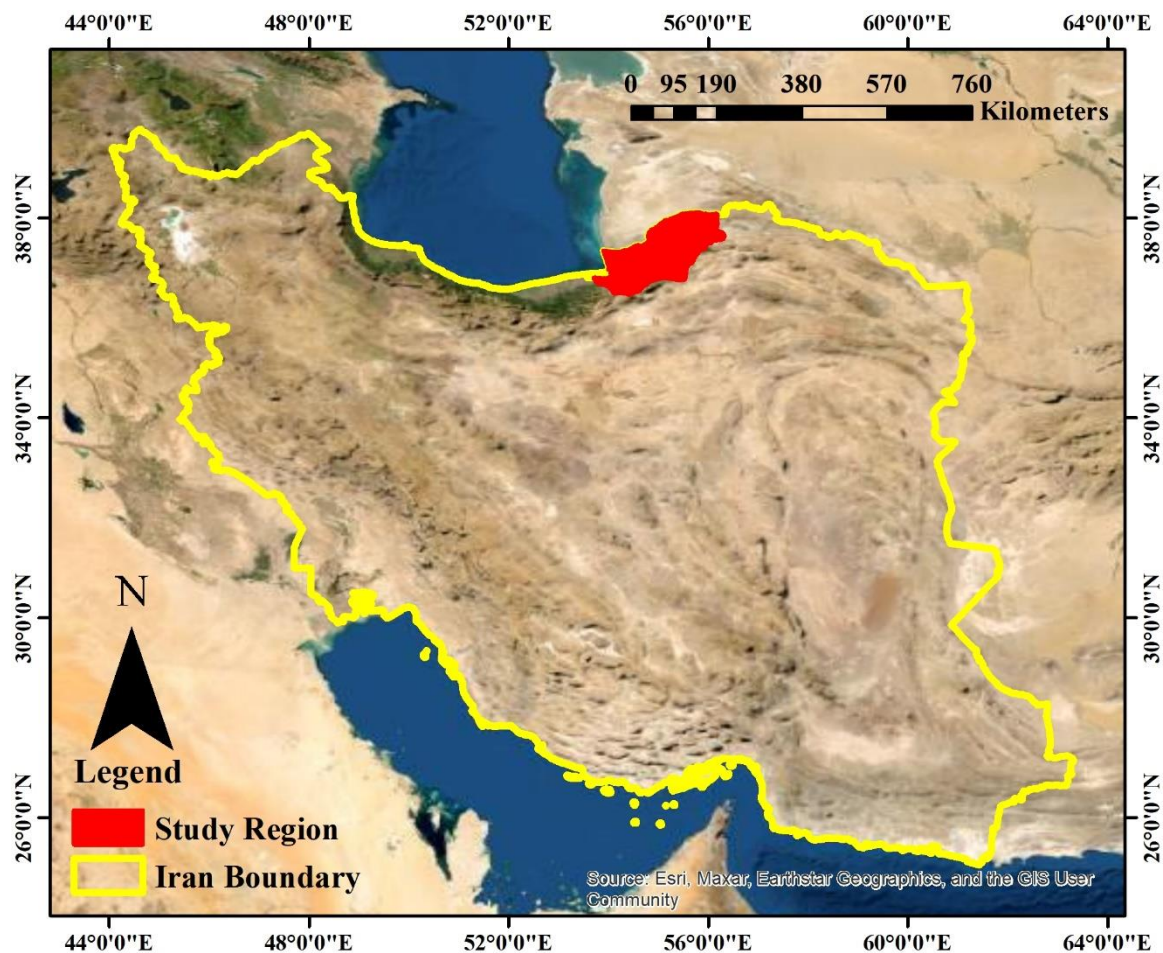 44°0'0"E 48°0'0"E 52°0'0"E 56°0'0"E 60°0'0"E 64°0'0"E
0 95 190 380 570 760
Kilometers
38°0'0"N 38°0'0"N
34°0'0"N 34°0'0"N
30°0'0"N 30°0'0"N
26°0'0"N 26°0'0"N
N
Legend
Study Region
Iran Boundary
Source: Esri, Maxar, Earthstar Geographics, and the GIS User
Community
44°0'0"E 48°0'0"E 52°0'0"E 56°0'0"E 60°0'0"E 64°0'0"E